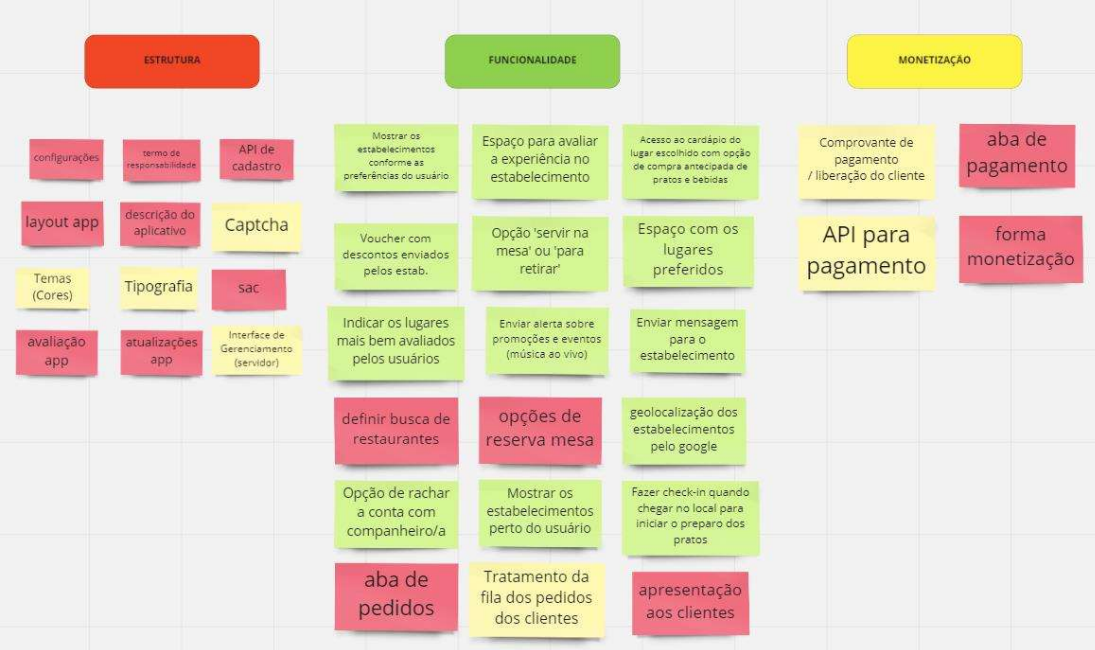 ESTRUTURA
FUNCIONALIDADE
MONETIZAÇÃO
configurações
termo de
responsabilidade
API de
cadastro
layout app
descrição do
aplicativo
Captcha
Temas
(Cores)
Tipografia
sac
avaliação
app
atualizações
app
Interface de
Gerenciamento
(servidor)
Mostrar os
estabelecimentos
conforme as
preferências do usuário
Espaço para avaliar
a experiência no
estabelecimento
Acesso ao cardápio do
lugar escolhido com opção
de compra antecipada de
pratos e bebidas
Voucher com
descontos enviados
pelos estab.
Opção 'servir na
mesa' ou 'para
retirar'
Espaço com os
lugares
preferidos
Indicar os lugares
mais bem avaliados
pelos usuários
Enviar alerta sobre
promoções e eventos
(música ao vivo)
Enviar mensagem
para o
estabelecimento
definir busca de
restaurantes
opções de
reserva mesa
geolocalização dos
estabelecimentos
pelo google
Opção de rachar
a conta com
companheiro/a
Mostrar os
estabelecimentos
perto do usuário
Fazer check-in quando
chegar no local para
iniciar o preparo dos
pratos
aba de
pedidos
Tratamento da
fila dos pedidos
dos clientes
apresentação
aos clientes
Comprovante de
pagamento
/ liberação do cliente
aba de
pagamento
API para
pagamento
forma
monetização